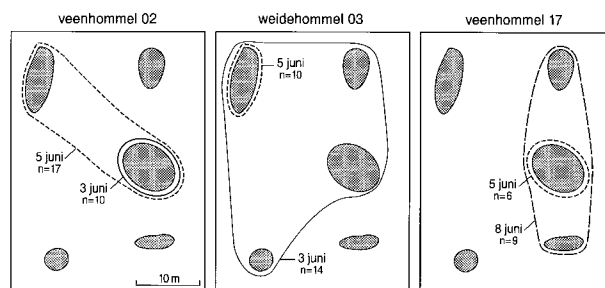 veenhommel 02
5 juni
n=17
3 juni
n=10
10 m
weidehommel 03
5 juni
n=10
3 juni
n=14
veenhommel 17
5 juni
n=6
8 juni
n=9